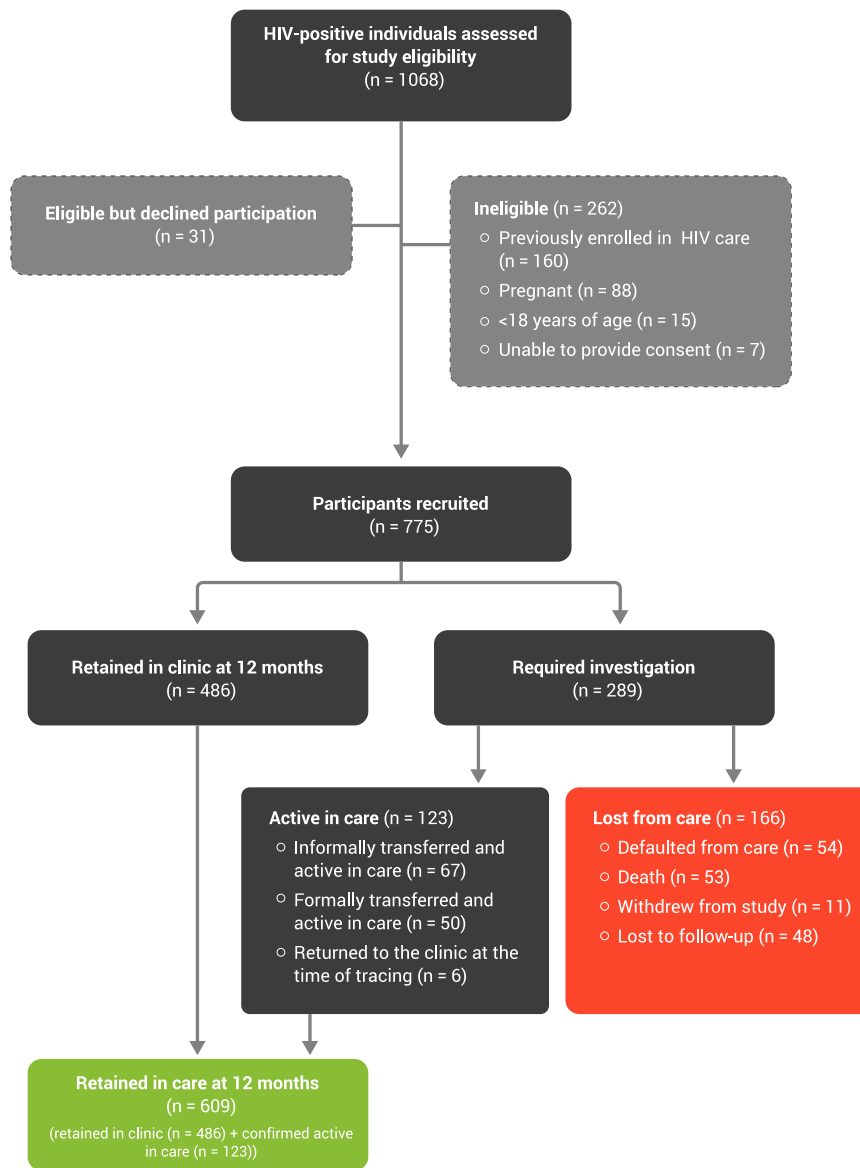 HIV-positive individuals assessed
for study eligibility
(n = 1068)
Eligible but declined participation
(n = 31)
Ineligible (n = 262)
○ Previously enrolled in HIV care
(n = 160)
○ Pregnant (n = 88)
○ <18 years of age (n = 15)
○ Unable to provide consent (n = 7)
Participants recruited
(n = 775)
Retained in clinic at 12 months
(n = 486)
Required investigation
(n = 289)
Active in care (n = 123)
○ Informally transferred and
active in care (n = 67)
○ Formally transferred and
active in care (n = 50)
○ Returned to the clinic at the
time of tracing (n = 6)
Lost from care (n = 166)
○ Defaulted from care (n = 54)
○ Death (n = 53)
○ Withdrew from study (n = 11)
○ Lost to follow-up (n = 48)
Retained in care at 12 months
(n = 609)
(retained in clinic (n = 486) + confirmed active
in care (n = 123))